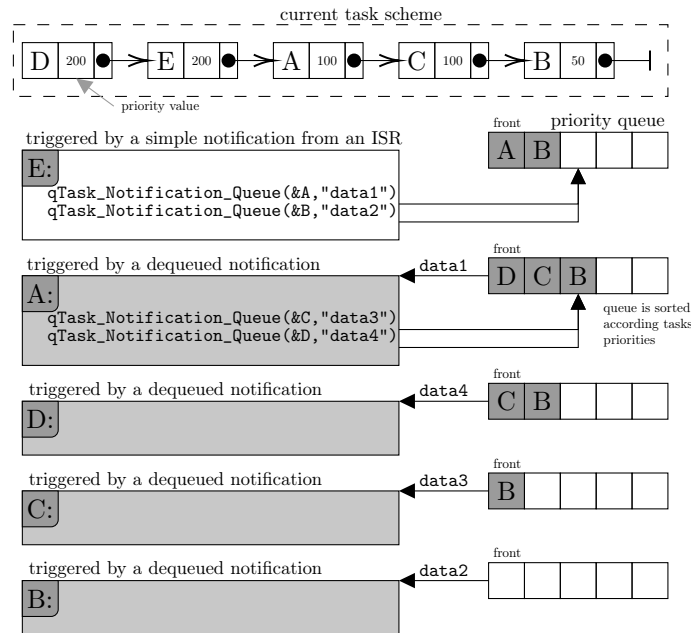 current task scheme
D 200 E 200 A 100 C 100 B 50
priority value
triggered by a simple notification from an ISR
front priority queue
E:
A B
qTask_Notification_Queue(&A,"data1")
qTask_Notification_Queue(&B,"data2")
triggered by a dequeued notification
data1
front
A:
D C B
qTask_Notification_Queue(&C,"data3")
qTask_Notification_Queue(&D,"data4")
queue is sorted
according tasks
priorities
triggered by a dequeued notification
data4
front
D:
C B
triggered by a dequeued notification
data3
front
C:
B
triggered by a dequeued notification
data2
front
B: